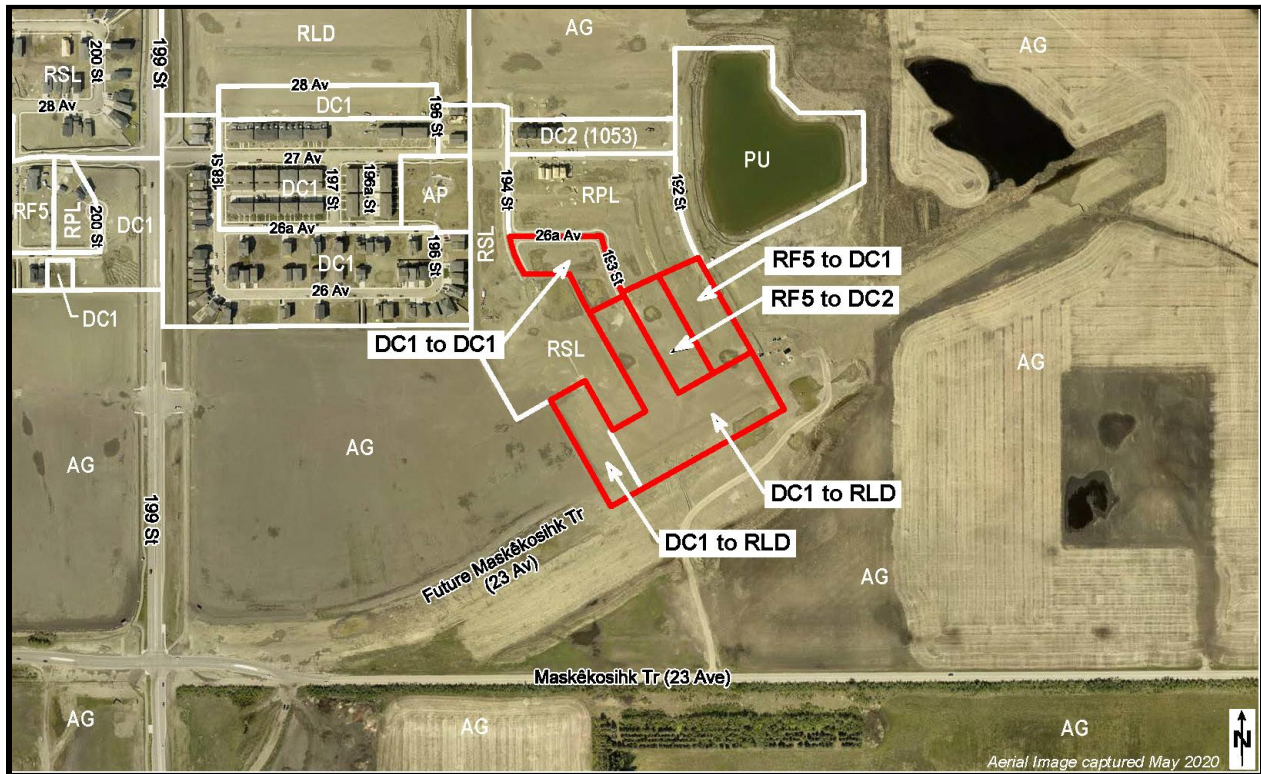 AG
RLD
AG
RSL
200 St
199 St
28 Av
28 Av
DC1
196 St
DC2 (1053)
27 Av
198 St
DC1
197 St
196a St
AP
194 St
RPL
192 St
PU
RF5
RPL
200 St
DC1
26a Av
196 St
RSL
26a Av
193 St
DC1
26 Av
RF5 to DC1
RF5 to DC2
DC1
DC1 to DC1
RSL
AG
AG
AG
199 St
DC1 to RLD
DC1 to RLD
Future Maskêkosihk Tr
(23 Av)
AG
Maskêkosihk Tr (23 Ave)
AG
AG
AG
N
Aerial Image captured May 2020